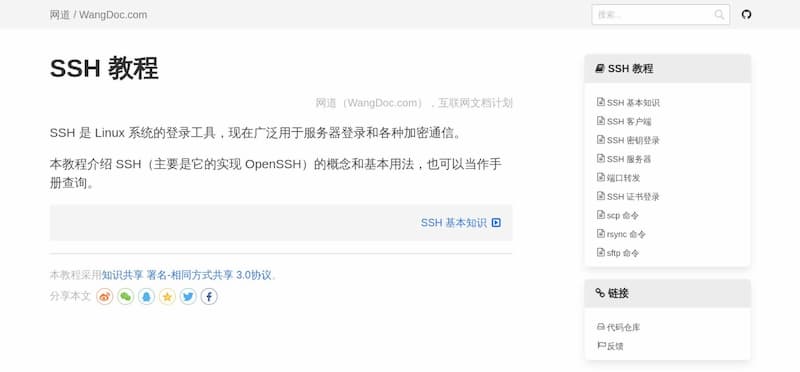 网道 / WangDoc.com
搜索...
SSH 教程
网道（WangDoc.com），互联网文档计划
SSH 是 Linux 系统的登录工具，现在广泛用于服务器登录和各种加密通信。
本教程介绍 SSH（主要是它的实现 OpenSSH）的概念和基本用法，也可以当作手
册查询。
SSH 基本知识
本教程采用知识共享 署名-相同方式共享 3.0协议。
分享本文
SSH 教程
SSH 基本知识
SSH 客户端
SSH 密钥登录
SSH 服务器
端口转发
SSH 证书登录
scp 命令
rsync 命令
sftp 命令
链接
代码仓库
反馈